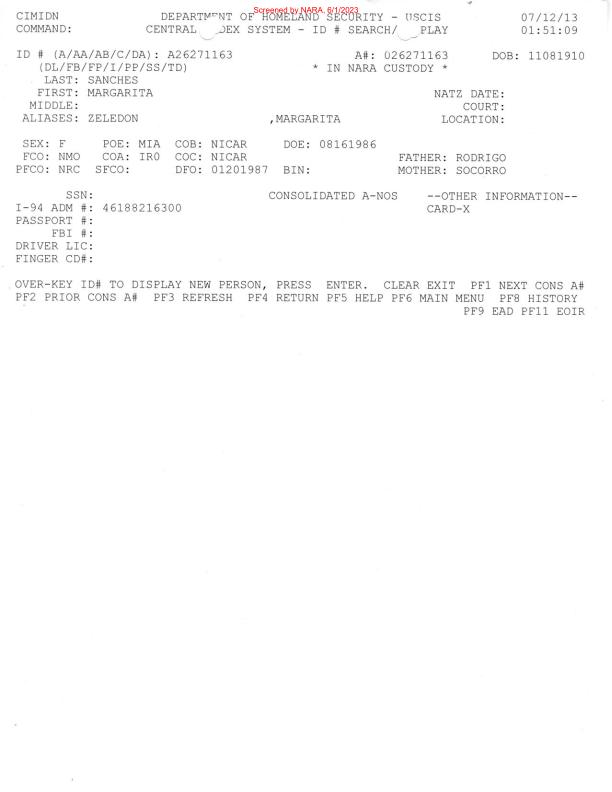 Screened by NARA, 6/1/2023
CIMIDN DEPARTMENT OF HOMELAND SECURITY - USCIS 07/12/13
COMMAND: CENTRAL DEX SYSTEM - ID # SEARCH/ PLAY 01:51:09
ID # (A/AA/AB/C/DA): A26271163 A#: 026271163 DOB: 11081910
(DL/FB/FP/I/PP/SS/TD) * IN NARA CUSTODY *
LAST: SANCHES
FIRST: MARGARITA NATZ DATE:
MIDDLE: COURT:
ALIASES: ZELEDON ,MARGARITA LOCATION:
SEX: F POE: MIA COB: NICAR DOE: 08161986
FCO: NMO COA: IR0 COC: NICAR FATHER: RODRIGO
PFCO: NRC SFCO: DFO: 01201987 BIN: MOTHER: SOCORRO
SSN: CONSOLIDATED A-NOS --OTHER INFORMATION--
I-94 ADM #: 46188216300 CARD-X
PASSPORT #:
FBI #:
DRIVER LIC:
FINGER CD#:
OVER-KEY ID# TO DISPLAY NEW PERSON, PRESS ENTER. CLEAR EXIT PF1 NEXT CONS A#
PF2 PRIOR CONS A# PF3 REFRESH PF4 RETURN PF5 HELP PF6 MAIN MENU PF8 HISTORY
PF9 EAD PF11 EOIR